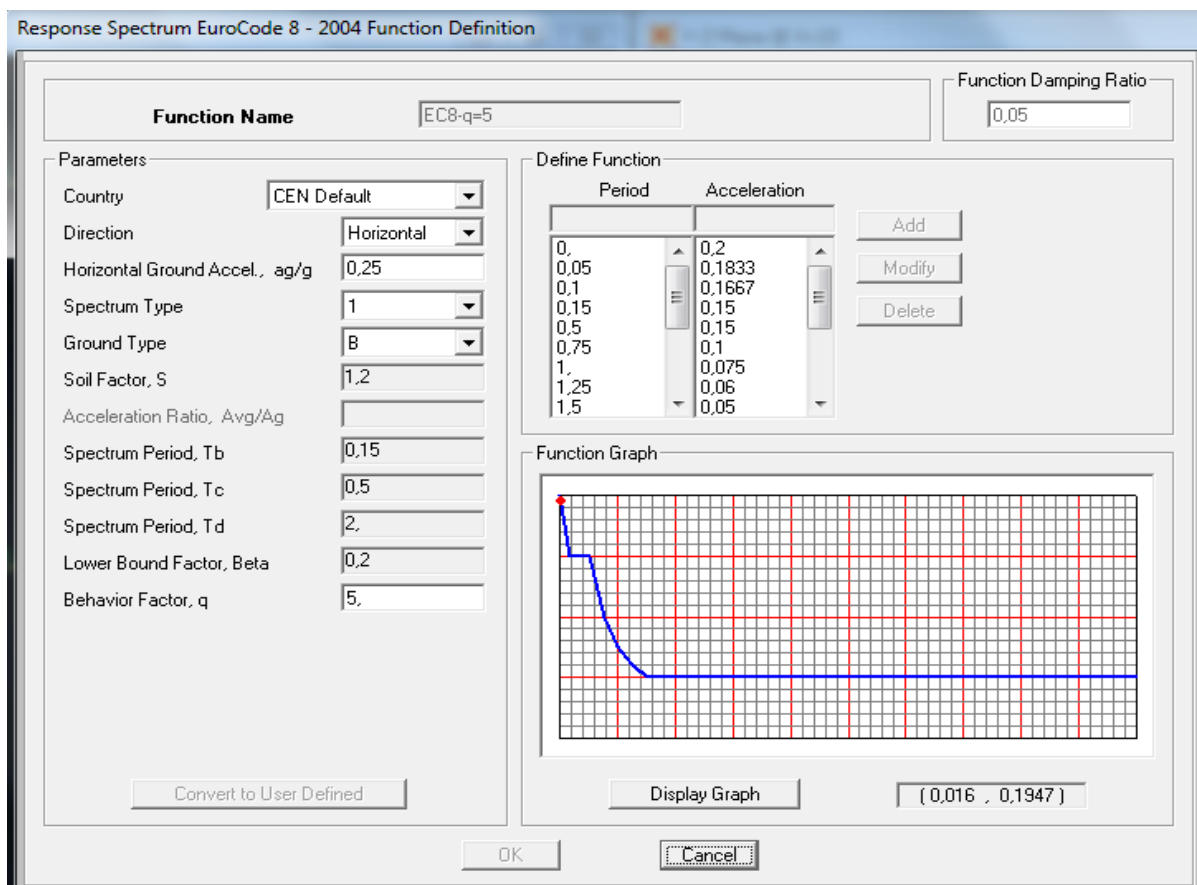 Response Spectrum EuroCode 8 - 2004 Function Definition
Function Damping Ratio
Function Name EC8-q=5 0,05
Parameters
Country CEN Default
Direction Horizontal
Horizontal Ground Accel., ag/g 0,25
Spectrum Type 1
Ground Type B
Soil Factor, S 1,2
Acceleration Ratio, Avg/Ag
Spectrum Period, Tb 0,15
Spectrum Period, Tc 0,5
Spectrum Period, Td 2,
Lower Bound Factor, Beta 0,2
Behavior Factor, q 5,
Convert to User Defined
Define Function
Period Acceleration
0, 0,2
0,05 0,1833
0,1 0,1667
0,15 0,15
0,5 0,15
0,75 0,1
1, 0,075
1,25 0,06
1,5 0,05
Add
Modify
Delete
Function Graph
Display Graph (0,016 , 0,1947)
OK Cancel